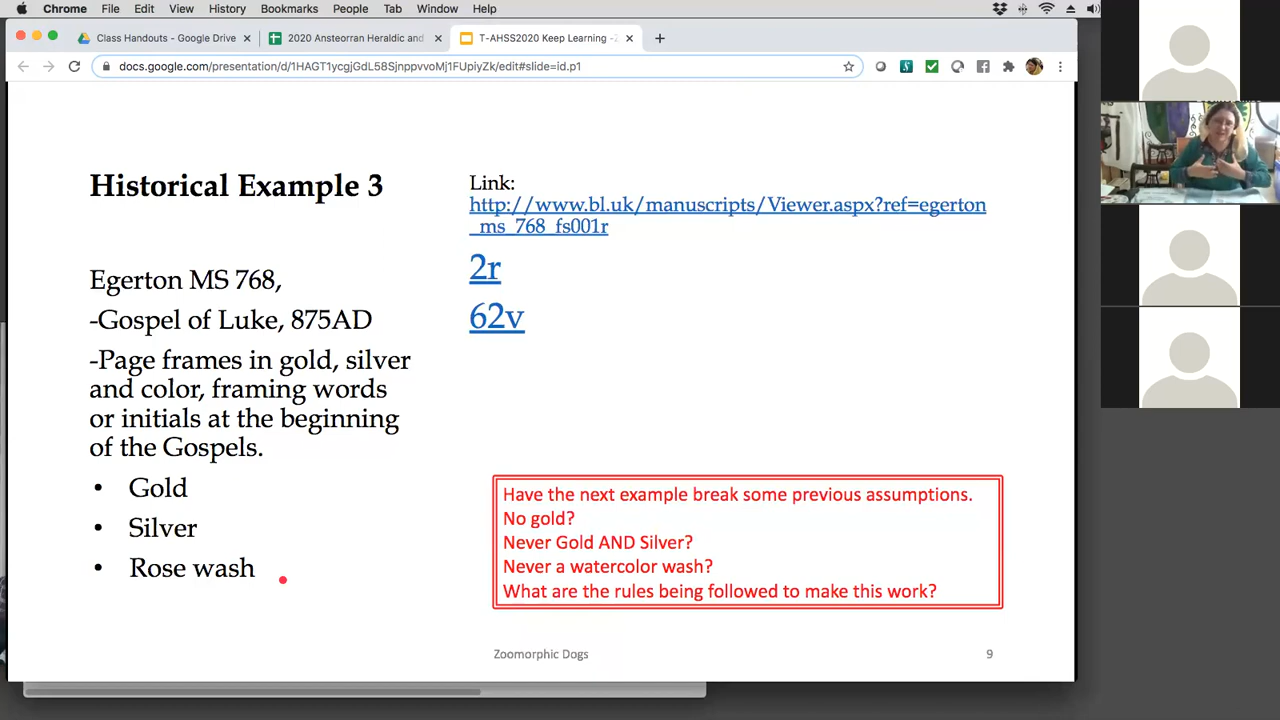 Chrome File Edit View History Bookmarks People Tab Window Help
Class Handouts - Google Drive
2020 Ansteorran Heraldic and
T-AHSS2020 Keep Learning -
docs.google.com/presentation/d/1HAGT1ycgjGdL58SjnppvvoMj1FUpiyZk/edit#slide=id.p1
Historical Example 3
Egerton MS 768,
-Gospel of Luke, 875AD
-Page frames in gold, silver
and color, framing words
or initials at the beginning
of the Gospels.
• Gold
• Silver
• Rose wash
Link:
http://www.bl.uk/manuscripts/Viewer.aspx?ref=egerton
_ms_768_fs001r
2r
62v
Have the next example break some previous assumptions.
No gold?
Never Gold AND Silver?
Never a watercolor wash?
What are the rules being followed to make this work?
Zoomorphic Dogs
9